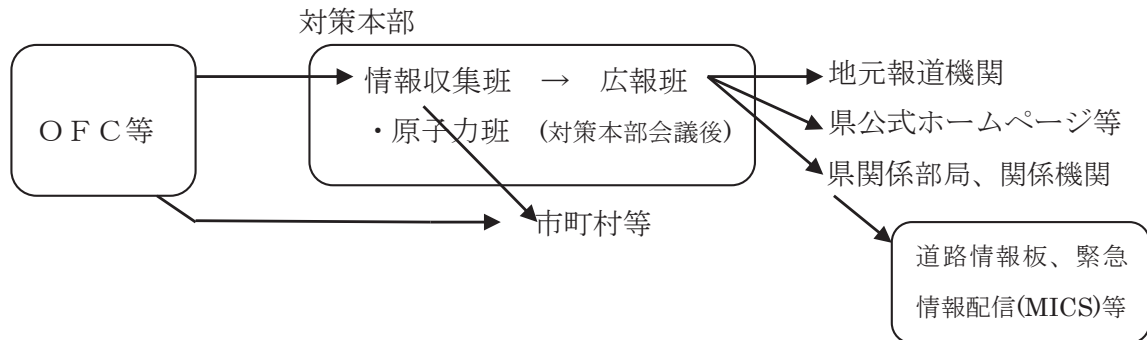 対策本部
ＯＦＣ等
情報収集班 → 広報班
・原子力班 (対策本部会議後)
地元報道機関
県公式ホームページ等
県関係部局、関係機関
市町村等
道路情報板、緊急
情報配信(MICS)等